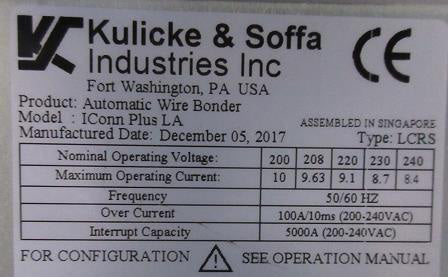 Kulicke & Soffa
Industries Inc
Fort Washington, PA USA
Product: Automatic Wire Bonder
Model : IConn Plus LA
ASSEMBLED IN SINGAPORE
Manufactured Date: December 05, 2017 Type: LCRS
Nominal Operating Voltage: 200 208 220 230 240
Maximum Operating Current: 10 9.63 9.1 8.7 8.4
Frequency 50/60 HZ
Over Current 100A/10ms (200-240VAC)
Interrupt Capacity 5000A (200-240VAC)
FOR CONFIGURATION ! SEE OPERATION MANUAL
CE